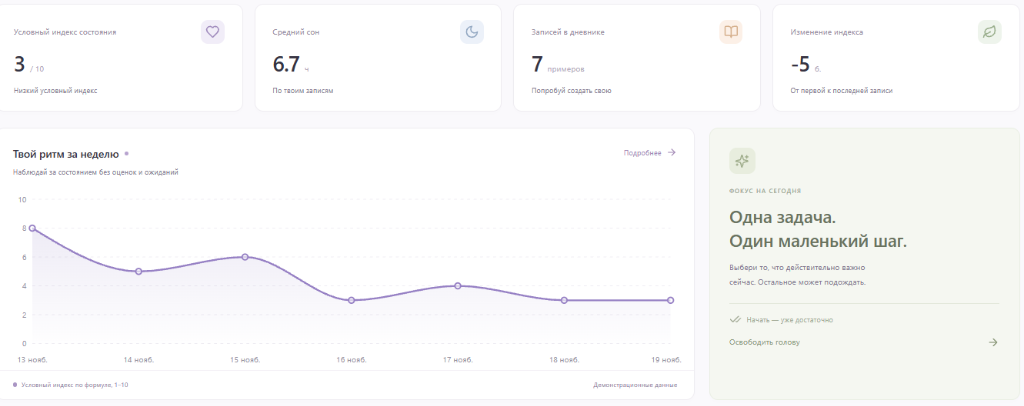 Условный индекс состояния
3 / 10
Низкий условный индекс
Средний сон
6.7 ч
По твоим записям
Записей в дневнике
7 примеров
Попробуй создать свою
Изменение индекса
-5 б.
От первой к последней записи
Твой ритм за неделю
Подробнее
Наблюдай за состоянием без оценок и ожиданий
10
8
6
4
2
0
13 нояб. 14 нояб. 15 нояб. 16 нояб. 17 нояб. 18 нояб. 19 нояб.
Условный индекс по формуле, 1–10
Демонстрационные данные
ФОКУС НА СЕГОДНЯ
Одна задача.
Один маленький шаг.
Выбери то, что действительно важно
сейчас. Остальное может подождать.
Начать — уже достаточно
Освободить голову